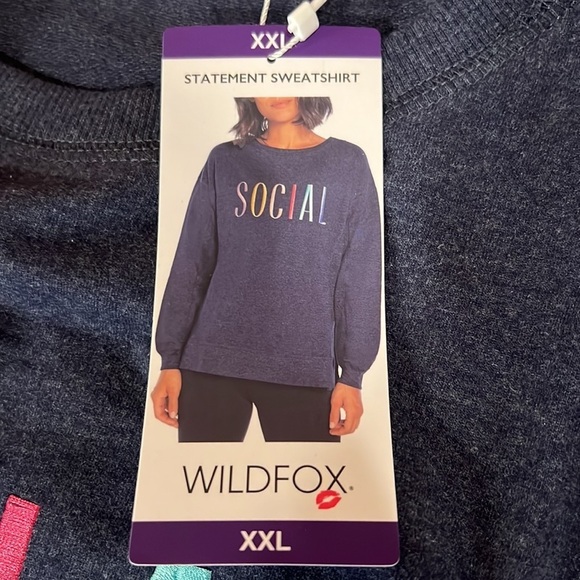 XXL
STATEMENT SWEATSHIRT
SOCIAL
WILDFOX®
XXL